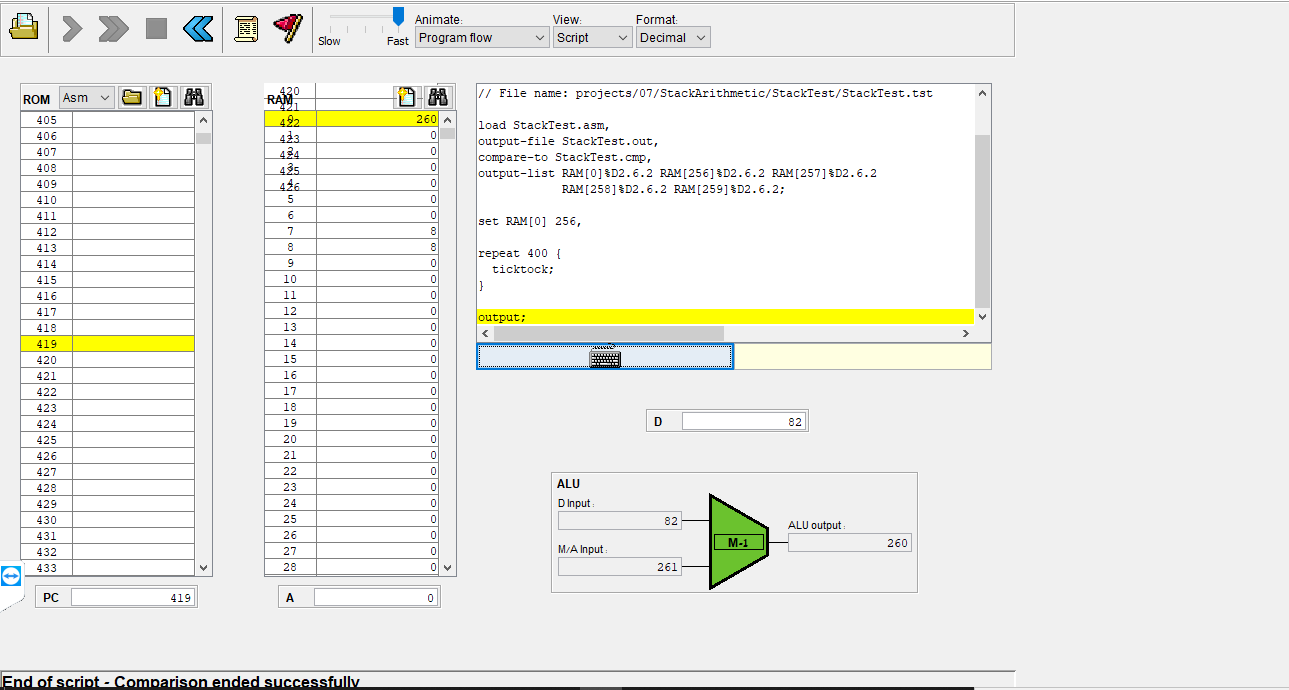 Animate:
View:
Format:
Slow
Fast
Program flow
Script
Decimal
ROM
Asm
405
406
407
408
409
410
411
412
413
414
415
416
417
418
419
420
421
422
423
424
425
426
427
428
429
430
431
432
433
PC
419
RAM
420
421
422
423
424
425
426
0 260
1 0
2 0
3 0
4 0
5 0
6 0
7 8
8 8
9 0
10 0
11 0
12 0
13 0
14 0
15 0
16 0
17 0
18 0
19 0
20 0
21 0
22 0
23 0
24 0
25 0
26 0
27 0
28 0
A
0
// File name: projects/07/StackArithmetic/StackTest/StackTest.tst
load StackTest.asm,
output-file StackTest.out,
compare-to StackTest.cmp,
output-list RAM[0]%D2.6.2 RAM[256]%D2.6.2 RAM[257]%D2.6.2
RAM[258]%D2.6.2 RAM[259]%D2.6.2;
set RAM[0] 256,
repeat 400 {
ticktock;
}
output;
D
82
ALU
D Input :
82
M/A Input :
261
M-1
ALU output :
260
End of script - Comparison ended successfully